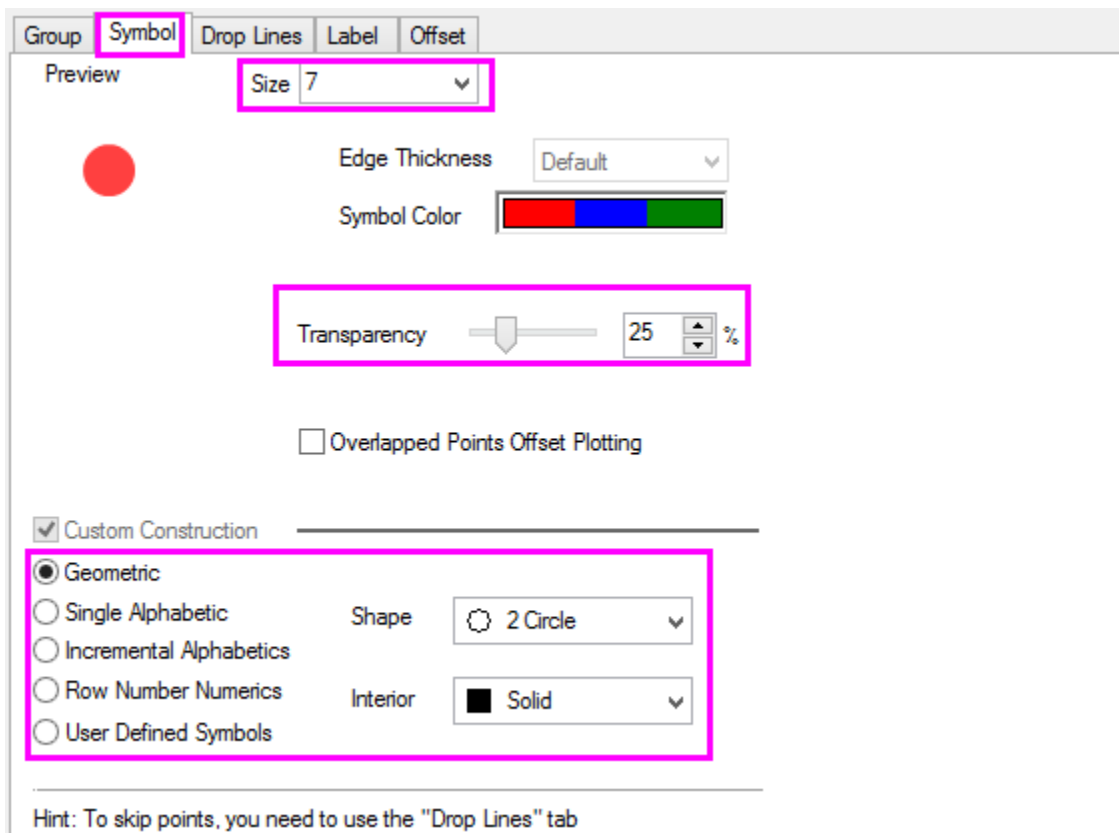 Group Symbol Drop Lines Label Offset
Preview
Size 7
Edge Thickness Default
Symbol Color
Transparency 25 %
Overlapped Points Offset Plotting
Custom Construction
Geometric
Single Alphabetic
Shape 2 Circle
Incremental Alphabetics
Row Number Numerics
Interior Solid
User Defined Symbols
Hint: To skip points, you need to use the "Drop Lines" tab